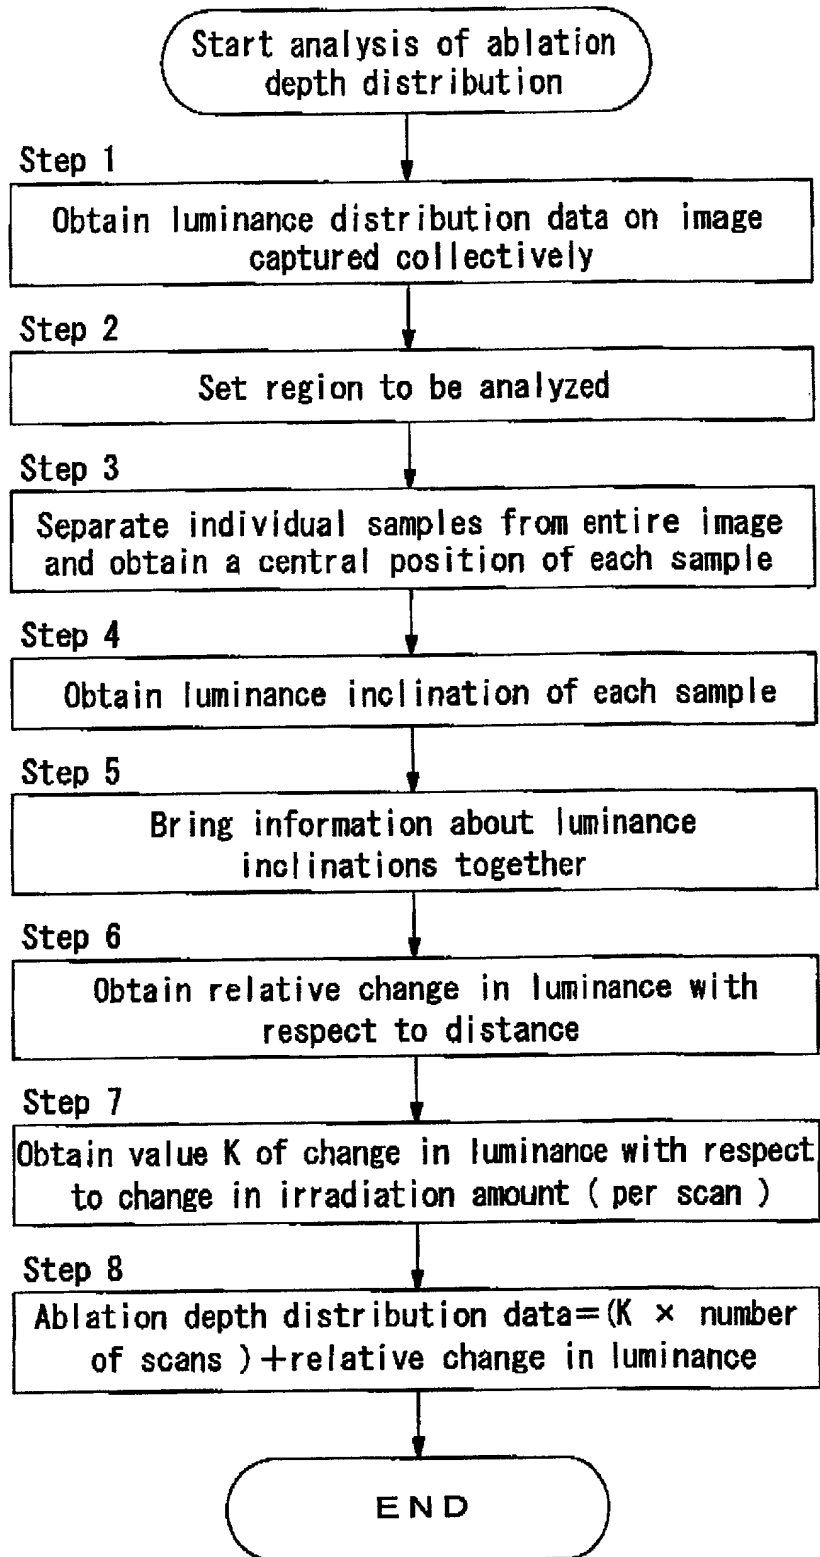 Start analysis of ablation
depth distribution
Step 1
Obtain luminance distribution data on image
captured collectively
Step 2
Set region to be analyzed
Step 3
Separate individual samples from entire image
and obtain a central position of each sample
Step 4
Obtain luminance inclination of each sample
Step 5
Bring information about luminance
inclinations together
Step 6
Obtain relative change in luminance with
respect to distance
Step 7
Obtain value K of change in luminance with respect
to change in irradiation amount ( per scan )
Step 8
Ablation depth distribution data=(K × number
of scans )+relative change in luminance
END